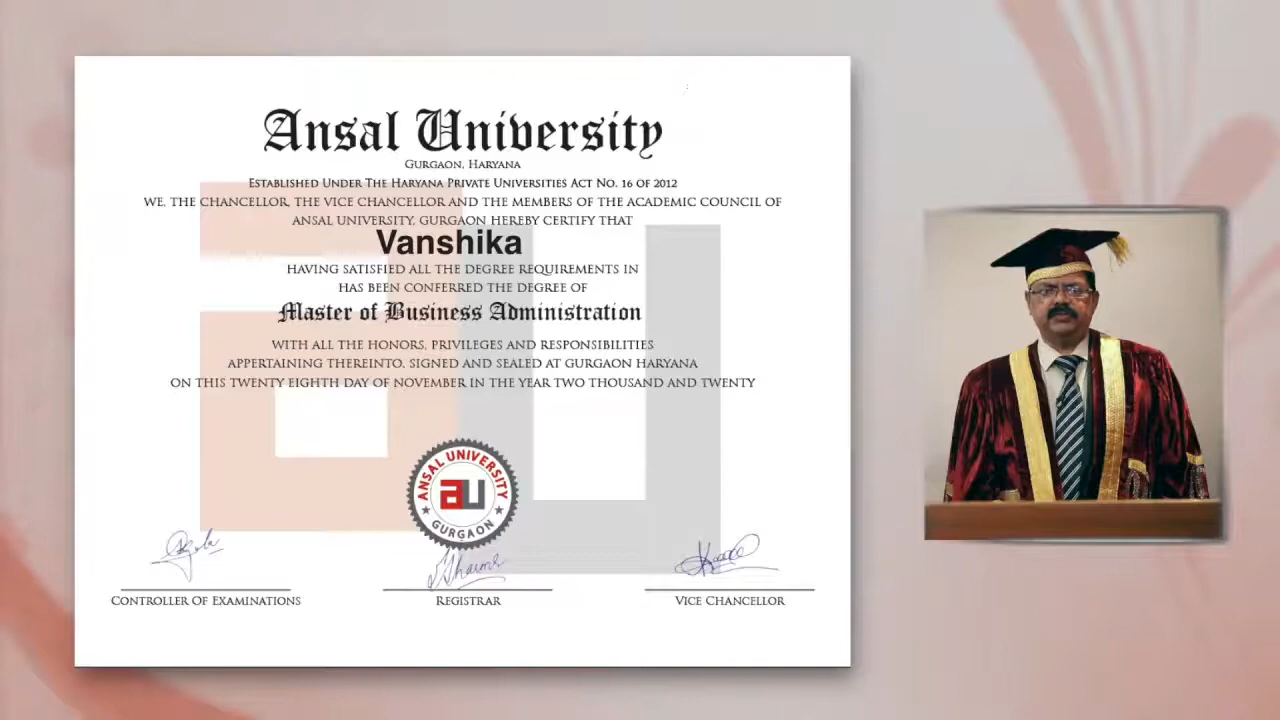 Ansal University
GURGAON, HARYANA
ESTABLISHED UNDER THE HARYANA PRIVATE UNIVERSITIES ACT NO. 16 OF 2012
WE, THE CHANCELLOR, THE VICE CHANCELLOR AND THE MEMBERS OF THE ACADEMIC COUNCIL OF
ANSAL UNIVERSITY, GURGAON HEREBY CERTIFY THAT
Vanshika
HAVING SATISFIED ALL THE DEGREE REQUIREMENTS IN
HAS BEEN CONFERRED THE DEGREE OF
Master of Business Administration
WITH ALL THE HONORS, PRIVILEGES AND RESPONSIBILITIES
APPERTAINING THEREINTO. SIGNED AND SEALED AT GURGAON HARYANA
ON THIS TWENTY EIGHTH DAY OF NOVEMBER IN THE YEAR TWO THOUSAND AND TWENTY
ANSAL UNIVERSITY
au
GURGAON
CONTROLLER OF EXAMINATIONS
REGISTRAR
VICE CHANCELLOR